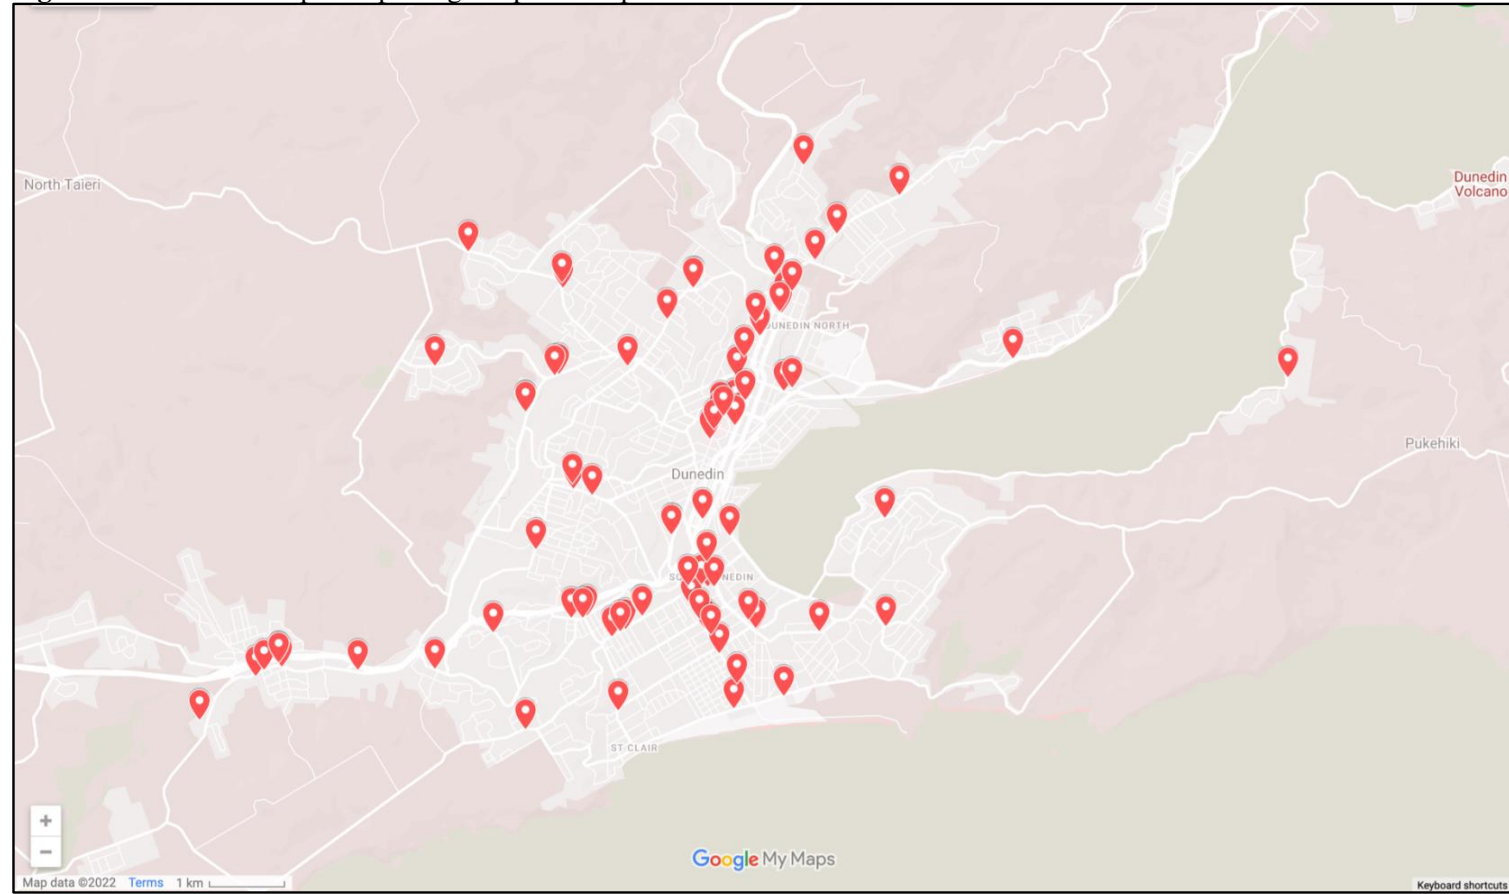 North Taieri
Dunedin
Volcano
DUNEDIN NORTH
Pukehiki
Dunedin
ST CLAIR
+
−
Google My Maps
Map data ©2022 Terms 1 km
Keyboard shortcuts